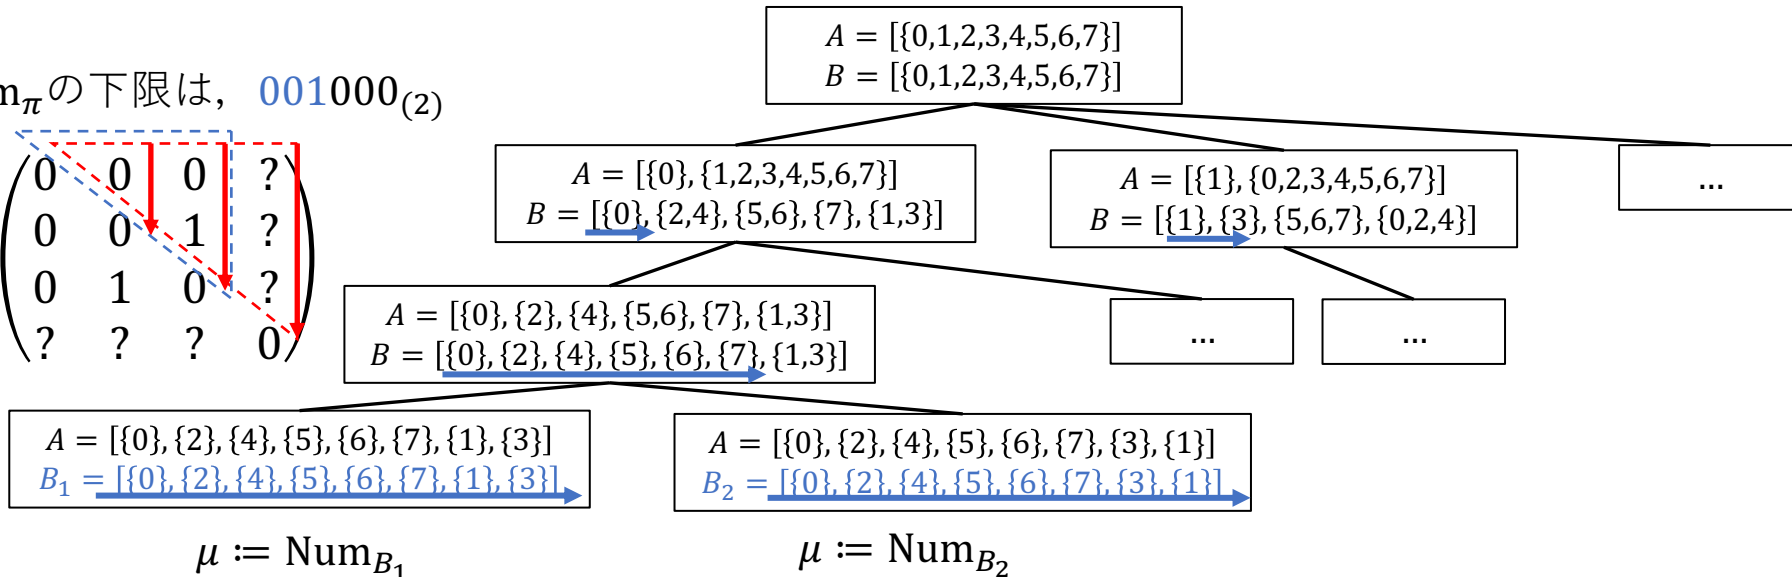 A = [{0,1,2,3,4,5,6,7}]
B = [{0,1,2,3,4,5,6,7}]
m_π の下限は, 001000_(2)
0 0 0 ?
0 0 1 ?
0 1 0 ?
? ? ? 0
A = [{0}, {1,2,3,4,5,6,7}]
B = [{0}, {2,4}, {5,6}, {7}, {1,3}]
A = [{1}, {0,2,3,4,5,6,7}]
B = [{1}, {3}, {5,6,7}, {0,2,4}]
...
A = [{0}, {2}, {4}, {5,6}, {7}, {1,3}]
B = [{0}, {2}, {4}, {5}, {6}, {7}, {1,3}]
...
...
A = [{0}, {2}, {4}, {5}, {6}, {7}, {1}, {3}]
B_1 = [{0}, {2}, {4}, {5}, {6}, {7}, {1}, {3}]
μ ≔ Num_{B_1}
A = [{0}, {2}, {4}, {5}, {6}, {7}, {3}, {1}]
B_2 = [{0}, {2}, {4}, {5}, {6}, {7}, {3}, {1}]
μ ≔ Num_{B_2}